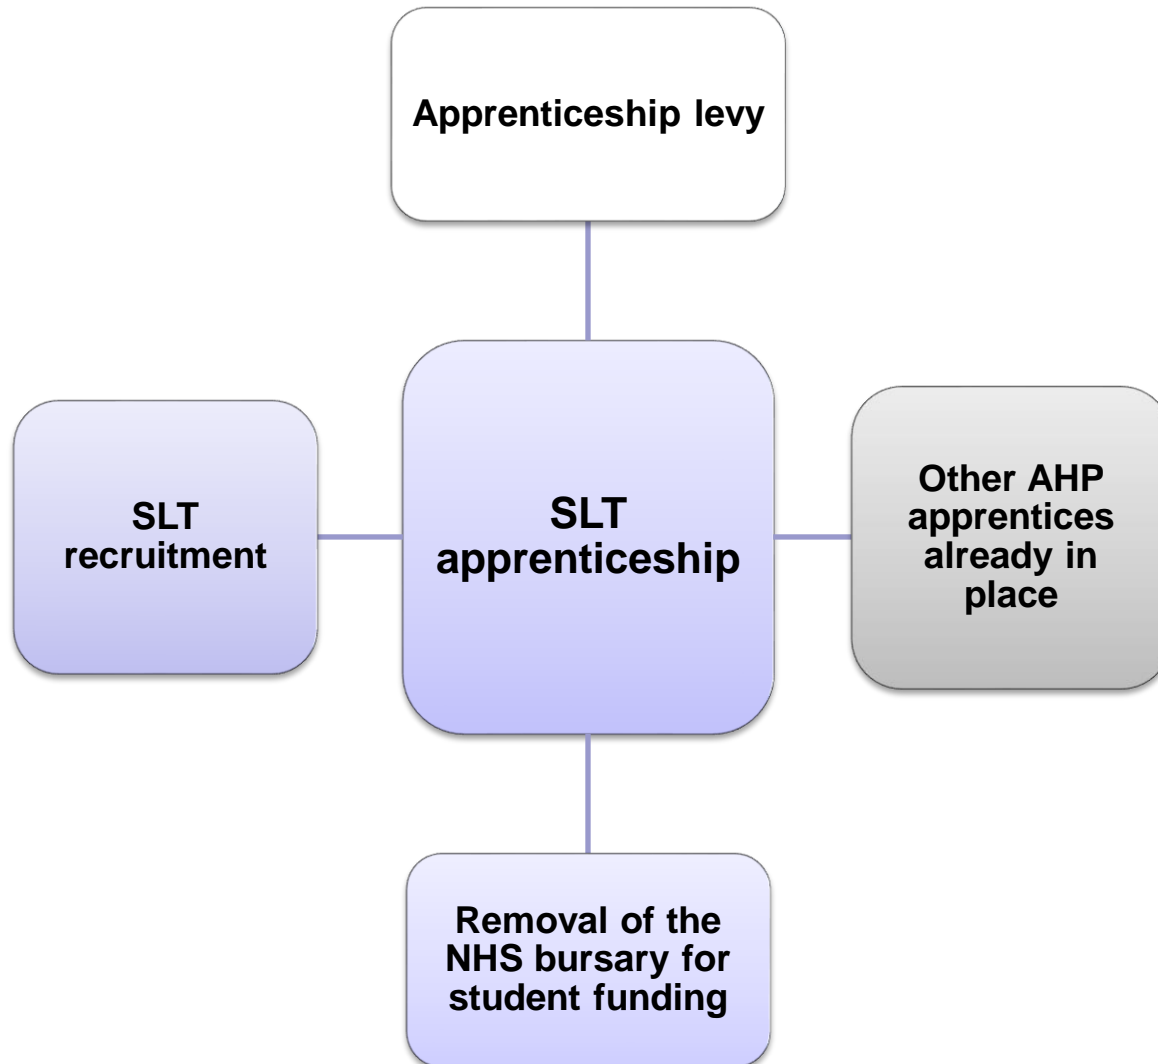 Apprenticeship levy
SLT
recruitment
SLT
apprenticeship
Other AHP
apprentices
already in
place
Removal of the
NHS bursary for
student funding